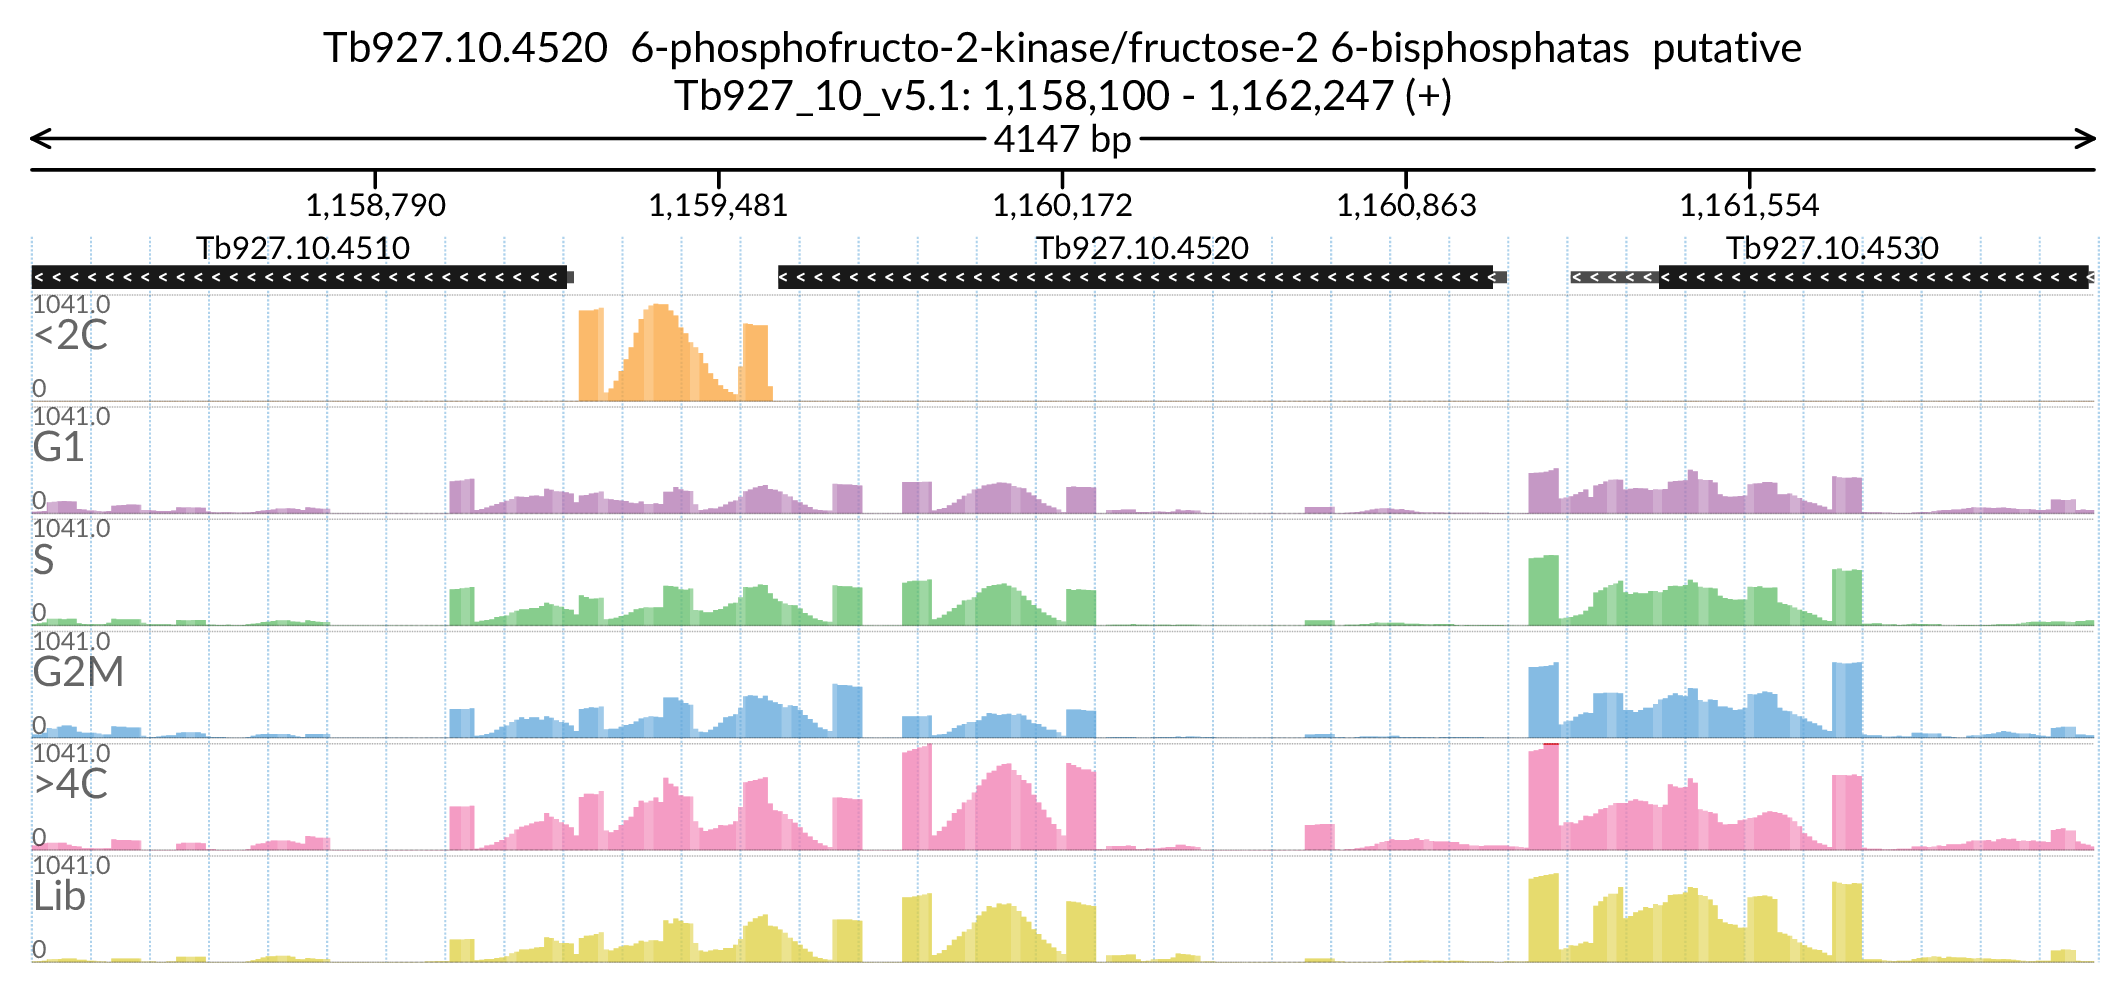 Tb927.10.4520 6-phosphofructo-2-kinase/fructose-2 6-bisphosphatas putative
Tb927_10_v5.1: 1,158,100 - 1,162,247 (+)
4147 bp
1,158,790 1,159,481 1,160,172 1,160,863 1,161,554
Tb927.10.4510 Tb927.10.4520 Tb927.10.4530
1041.0
<2C
0
1041.0
G1
0
1041.0
S
0
1041.0
G2M
0
1041.0
>4C
0
1041.0
Lib
0